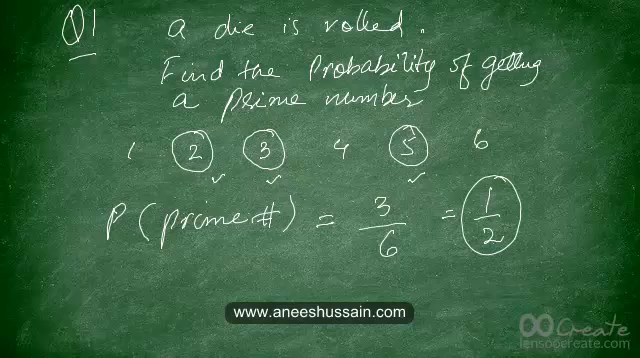 Q1 a die is rolled.
Find the Probability of getting
a prime number
1 2 3 4 5 6
P (prime #) = 3/6 = 1/2
www.aneeshussain.com
Create
lensoocreate.com